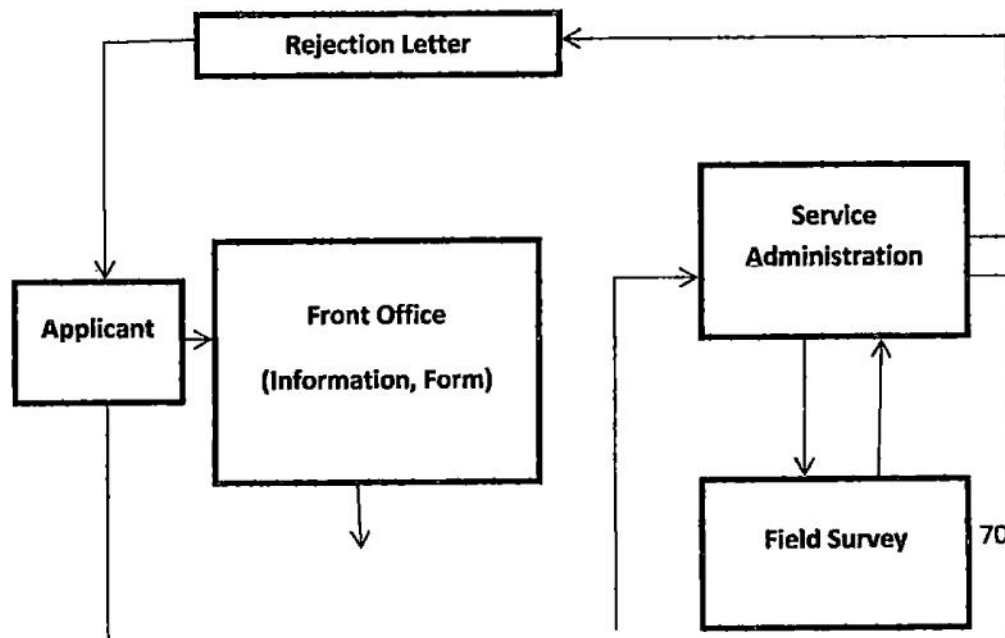 Rejection Letter
Service
Administration
Applicant
Front Office
(Information, Form)
Field Survey
70